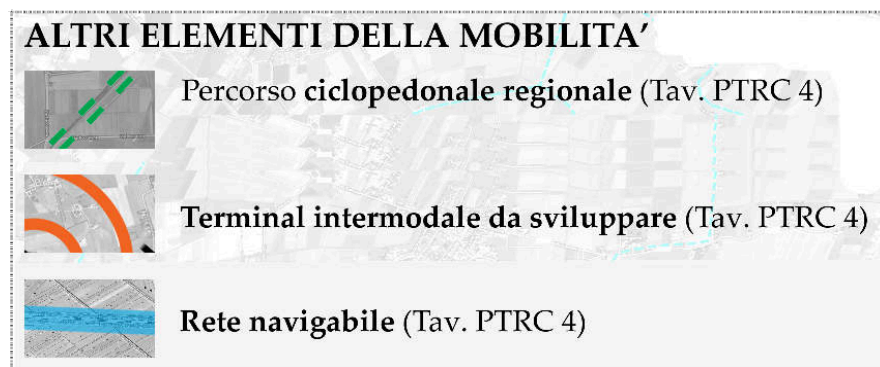 ALTRI ELEMENTI DELLA MOBILITA'
Percorso ciclopedonale regionale (Tav. PTRC 4)
Terminal intermodale da sviluppare (Tav. PTRC 4)
Rete navigabile (Tav. PTRC 4)